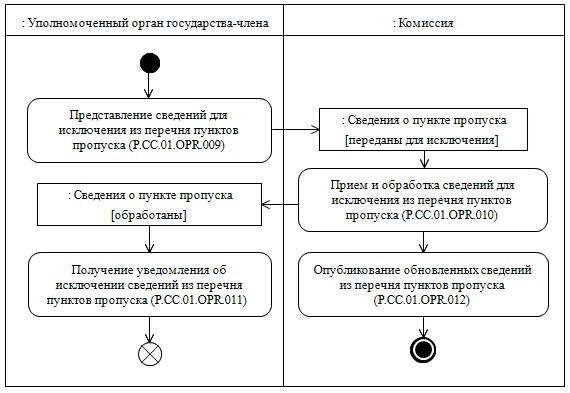 : Уполномоченный орган государства-члена
: Комиссия
Представление сведений для
исключения из перечня пунктов
пропуска (P.CC.01.OPR.009)
: Сведения о пункте пропуска
[переданы для исключения]
Прием и обработка сведений для
исключения из перечня пунктов
пропуска (P.CC.01.OPR.010)
: Сведения о пункте пропуска
[обработаны]
Получение уведомления об
исключении сведений из перечня
пунктов пропуска (P.CC.01.OPR.011)
Опубликование обновленных сведений
из перечня пунктов пропуска
(P.CC.01.OPR.012)